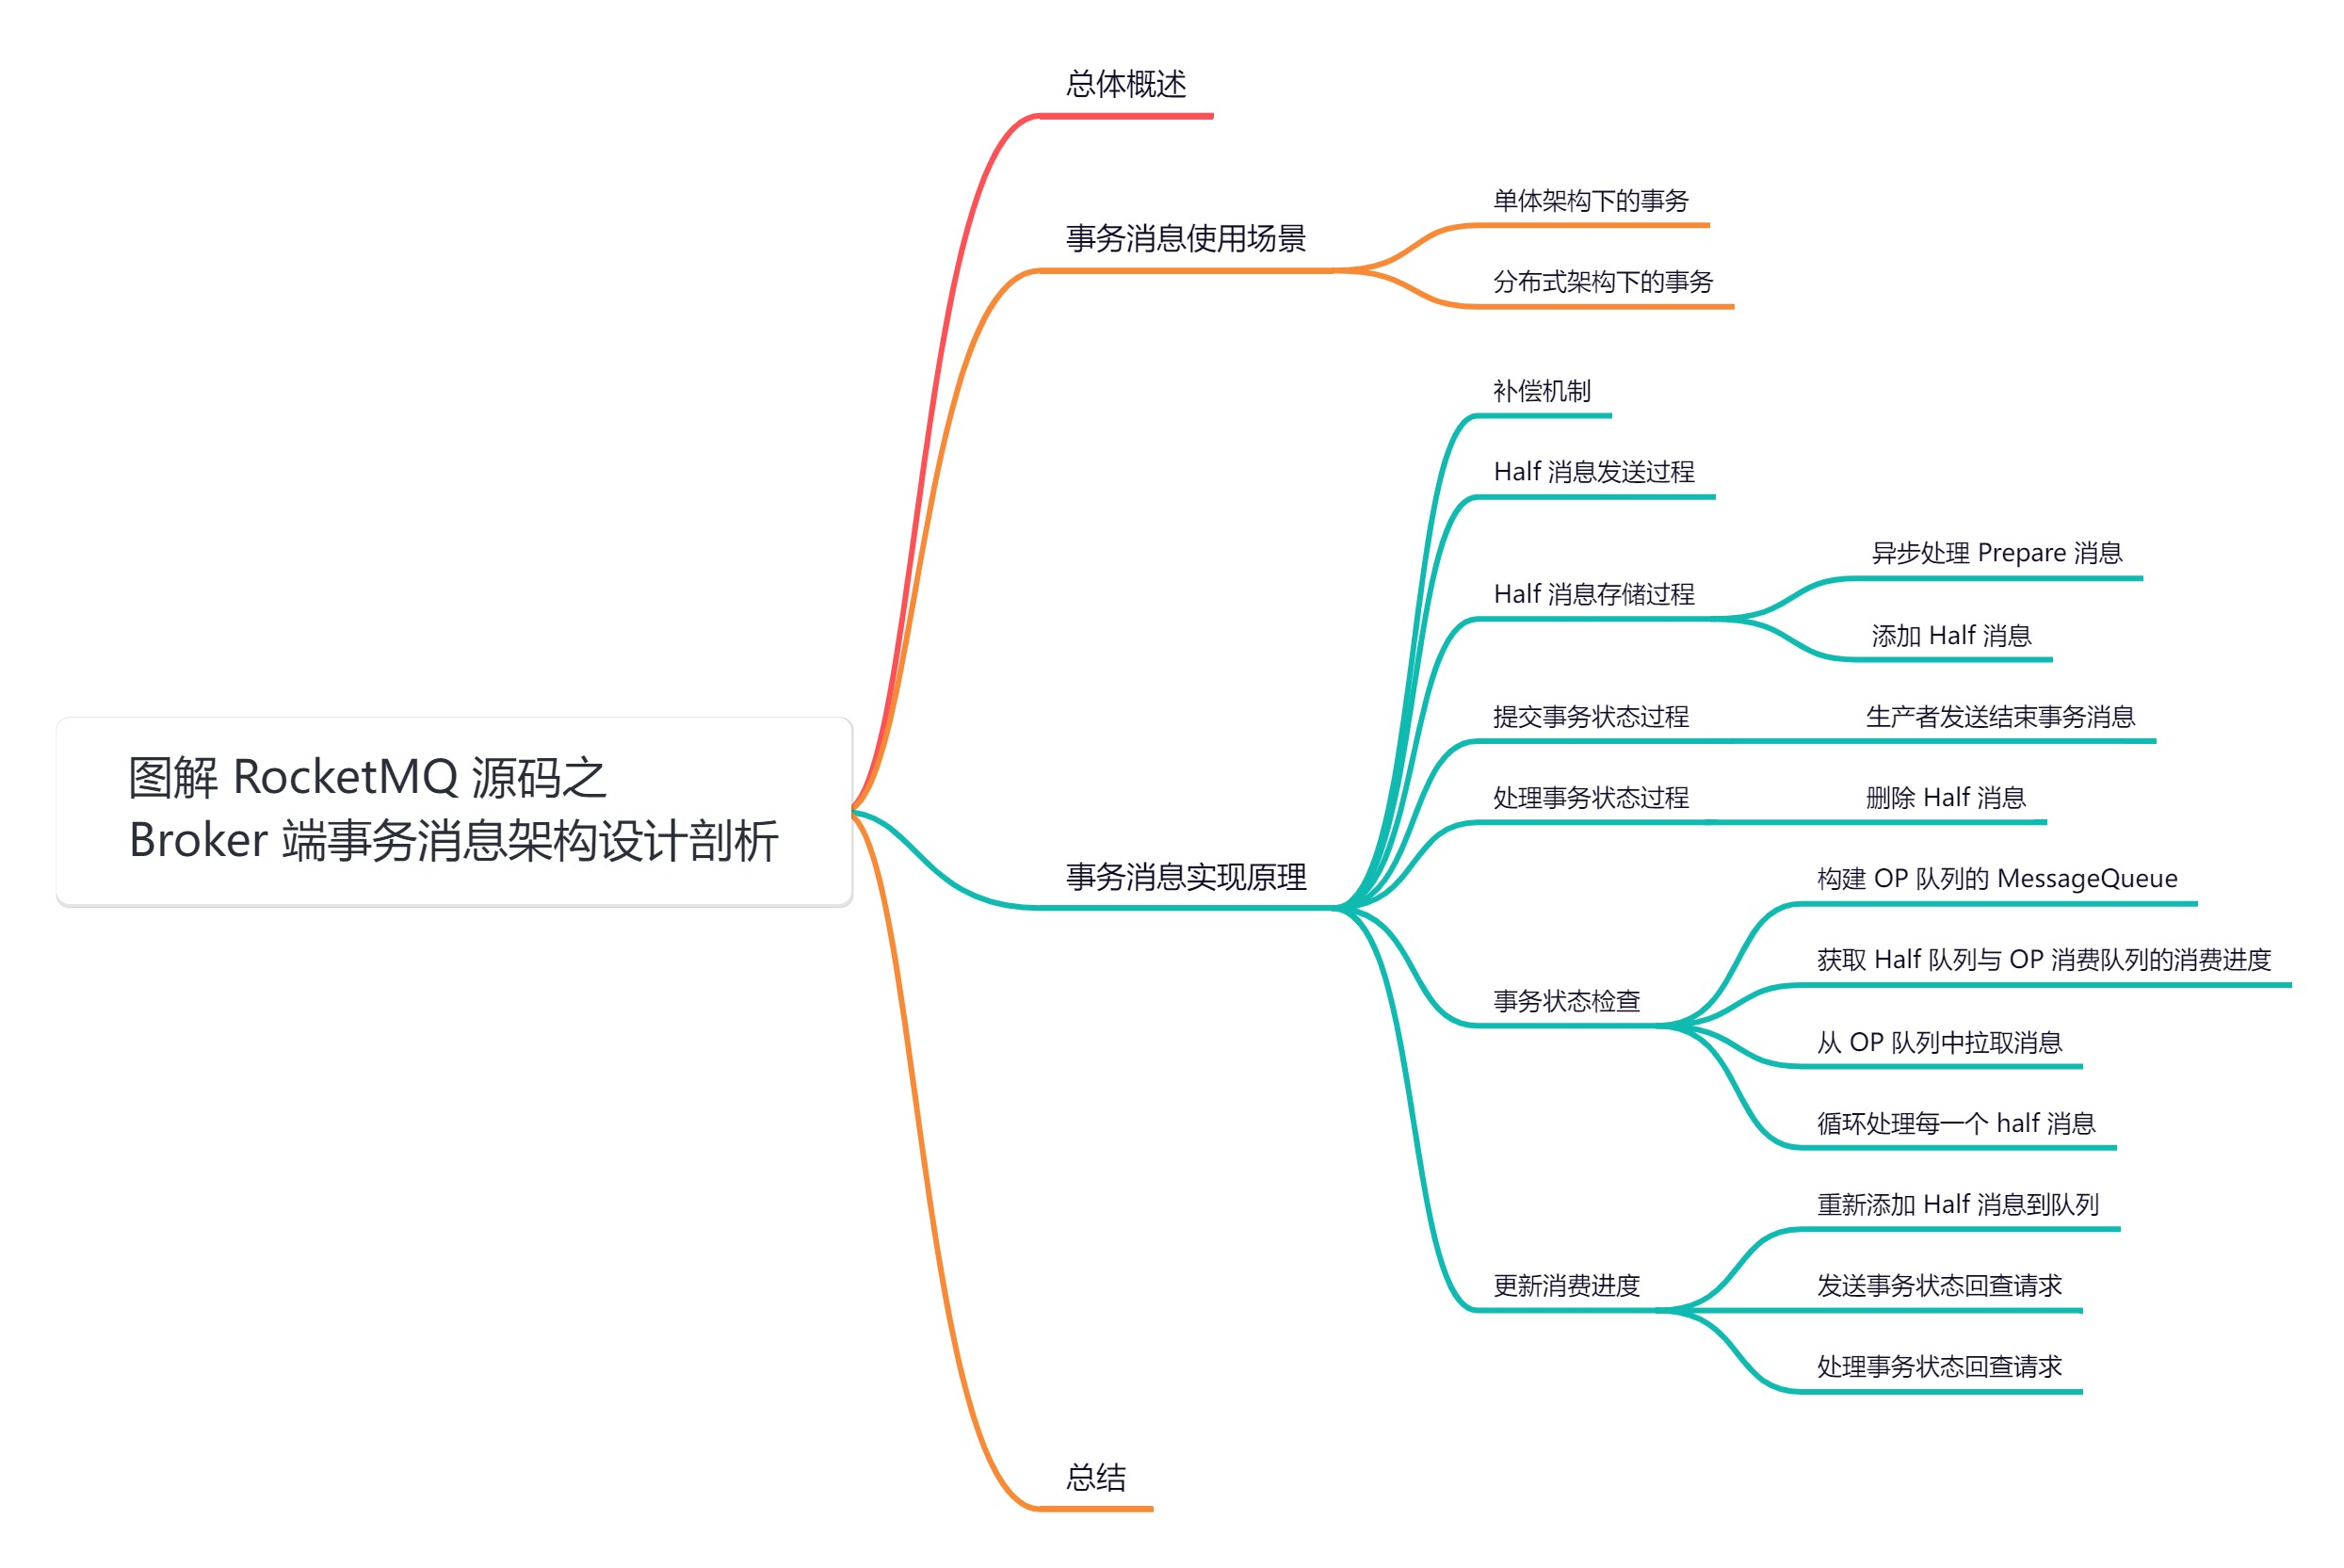 图解 RocketMQ 源码之
Broker 端事务消息架构设计剖析
总体概述
事务消息使用场景
单体架构下的事务
分布式架构下的事务
事务消息实现原理
补偿机制
Half 消息发送过程
Half 消息存储过程
异步处理 Prepare 消息
添加 Half 消息
提交事务状态过程
生产者发送结束事务消息
处理事务状态过程
删除 Half 消息
事务状态检查
构建 OP 队列的 MessageQueue
获取 Half 队列与 OP 消费队列的消费进度
从 OP 队列中拉取消息
循环处理每一个 half 消息
更新消费进度
重新添加 Half 消息到队列
发送事务状态回查请求
处理事务状态回查请求
总结